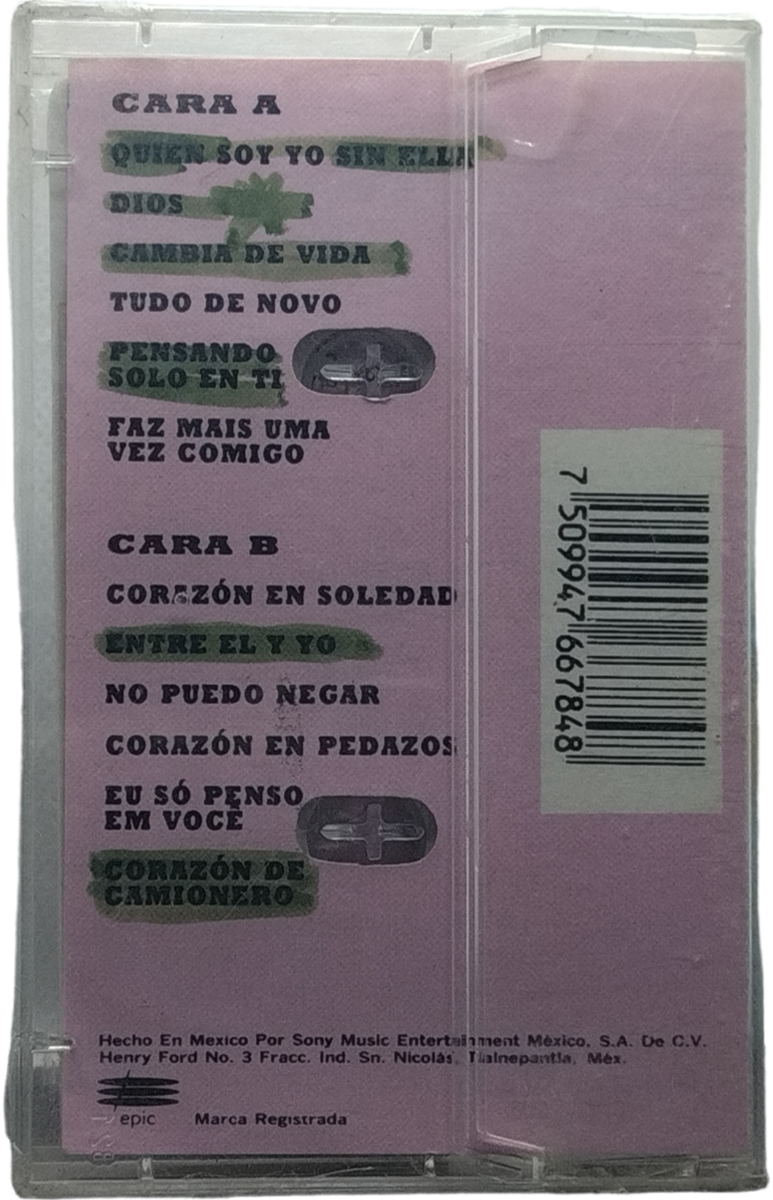 CARA A
QUIEN SOY YO SIN ELLA
DIOS
CAMBIA DE VIDA
TUDO DE NOVO
PENSANDO
SOLO EN TI
FAZ MAIS UMA
VEZ COMIGO
CARA B
CORAZÓN EN SOLEDAD
ENTRE EL Y YO
NO PUEDO NEGAR
CORAZÓN EN PEDAZOS
EU SÓ PENSO
EM VOCÊ
CORAZÓN DE
CAMIONERO
Hecho En Mexico Por Sony Music Entertainment México, S.A. De C.V.
Henry Ford No. 3 Fracc. Ind. Sn. Nicolás, Tlalnepantla, Méx.
epic
Marca Registrada
7 509947 667848